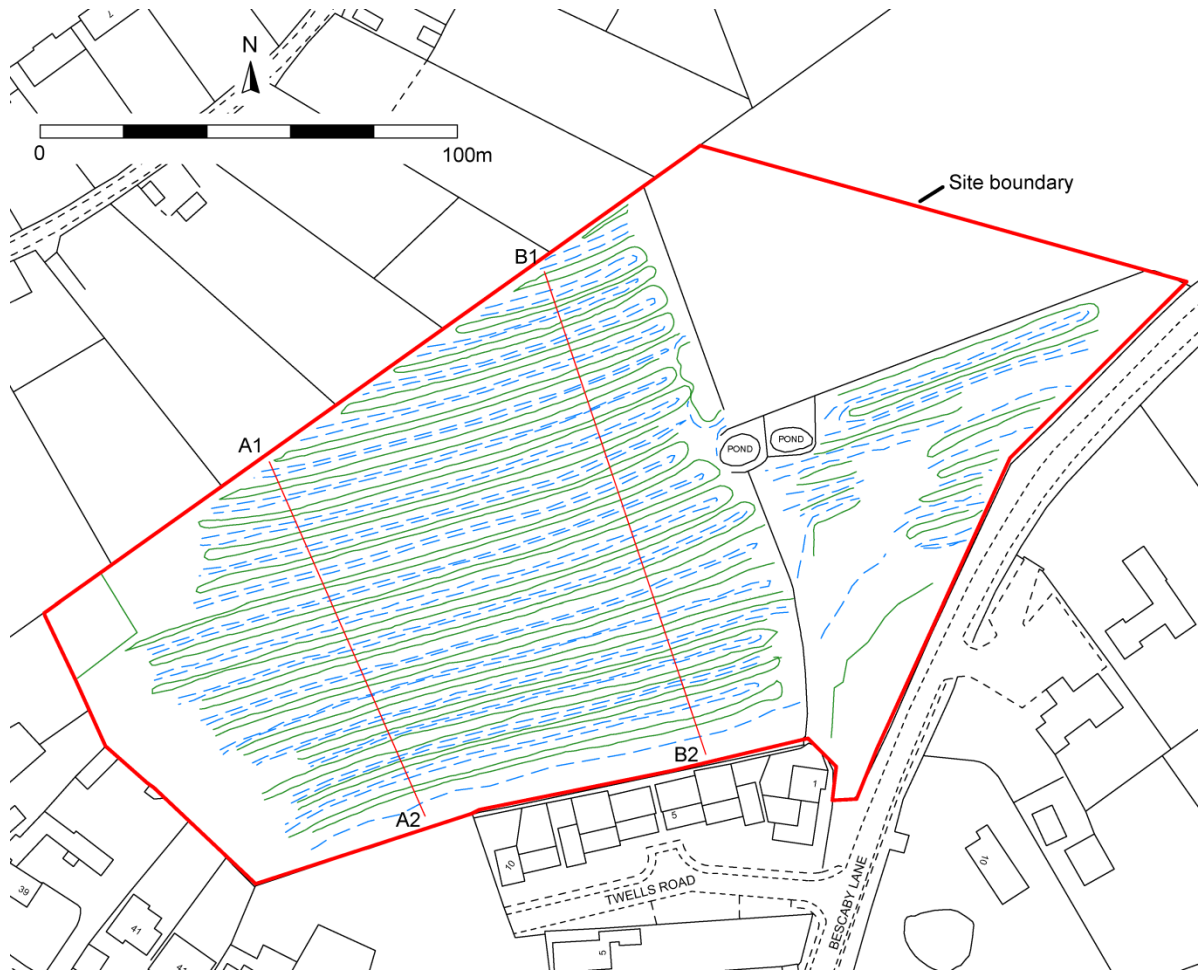 7
N
0
100m
Site boundary
B1
A1
POND
POND
B2
A2
1
5
10
TWELLS ROAD
BESCABY LANE
10
39
41
5